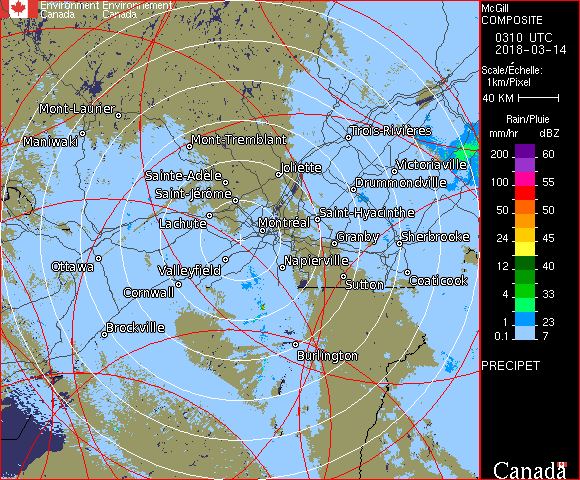 Environment Environnement
Canada Canada
McGill
COMPOSITE
0310 UTC
2018-03-14
Scale/Échelle:
1km/Pixel
40 KM
Rain/Pluie
mm/hr dBZ
200 60
100 55
50 50
24 45
12 40
4 33
1 23
0.1 7
PRECIPET
Canada
Mont-Laurier
Maniwaki
Mont-Tremblant
Trois-Rivières
Sainte-Adèle
Joliette
Victoriaville
Saint-Jérôme
Drummondville
Lachute
Montréal
Saint-Hyacinthe
Granby
Sherbrooke
Ottawa
Valleyfield
Napierville
Cornwall
Sutton
Coaticook
Brockville
Burlington